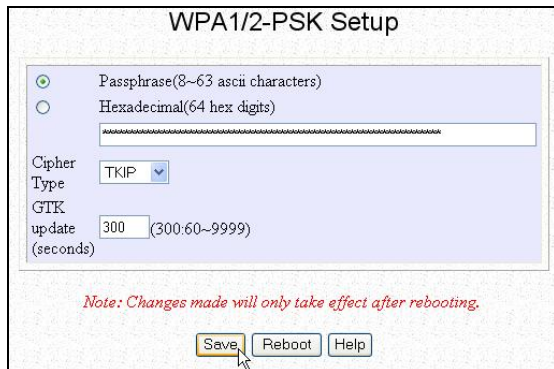 WPA1/2-PSK Setup
Passphrase(8~63 ascii characters)
Hexadecimal(64 hex digits)
Cipher
Type
TKIP
GTK
update
(seconds)
300 (300:60~9999)
Note: Changes made will only take effect after rebooting.
Save Reboot Help